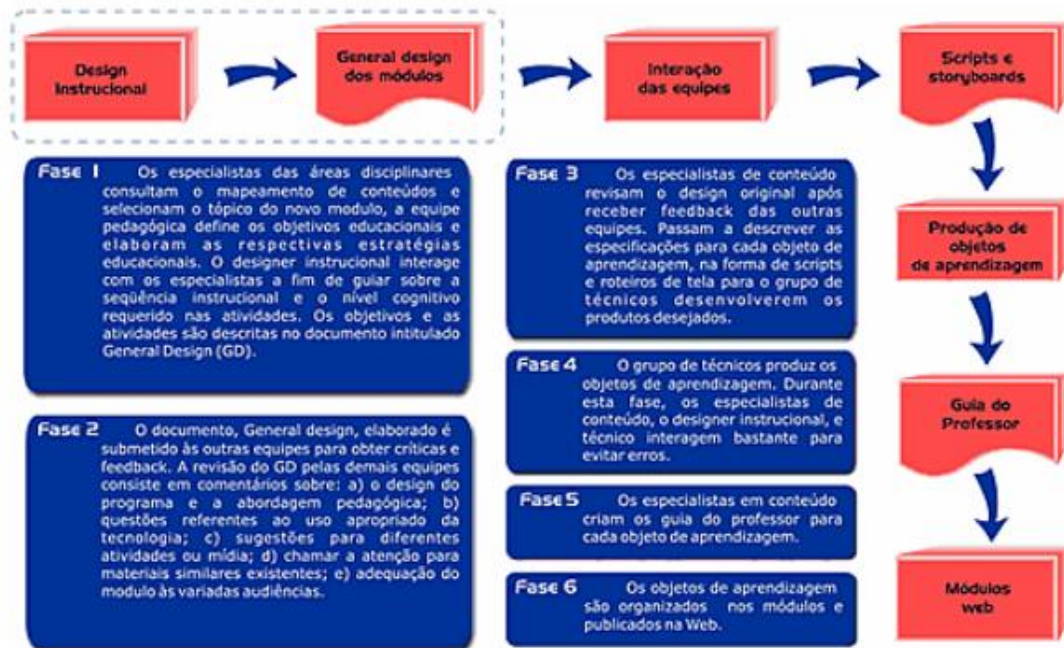 Design
Instrucional
General design
dos módulos
Interação
das equipes
Scripts e
storyboards
Produção de
objetos
de aprendizagem
Guia do
Professor
Módulos
web
Fase 1 Os especialistas das áreas disciplinares
consultam o mapeamento de conteúdos e
selecionam o tópico do novo modulo, a equipe
pedagógica define os objetivos educacionais e
elaboram as respectivas estratégias
educacionais. O designer instrucional interage
com os especialistas a fim de guiar sobre a
seqüência instrucional e o nível cognitivo
requerido nas atividades. Os objetivos e as
atividades são descritas no documento intitulado
General Design (GD).
Fase 2 O documento, General design, elaborado é
submetido às outras equipes para obter críticas e
feedback. A revisão do GD pelas demais equipes
consiste em comentários sobre: a) o design do
programa e a abordagem pedagógica; b)
questões referentes ao uso apropriado da
tecnologia; c) sugestões para diferentes
atividades ou mídia; d) chamar a atenção para
materiais similares existentes; e) adequação do
modulo às variadas audiências.
Fase 3 Os especialistas de conteúdo
revisam o design original após
receber feedback das outras
equipes. Passam a descrever as
especificações para cada objeto de
aprendizagem, na forma de scripts
e roteiros de tela para o grupo de
técnicos desenvolverem os
produtos desejados.
Fase 4 O grupo de técnicos produz os
objetos de aprendizagem. Durante
esta fase, os especialistas de
conteúdo, o designer instrucional, e
técnico interagem bastante para
evitar erros.
Fase 5 Os especialistas em conteúdo
criam os guia do professor para
cada objeto de aprendizagem.
Fase 6 Os objetos de aprendizagem
são organizados nos módulos e
publicados na Web.